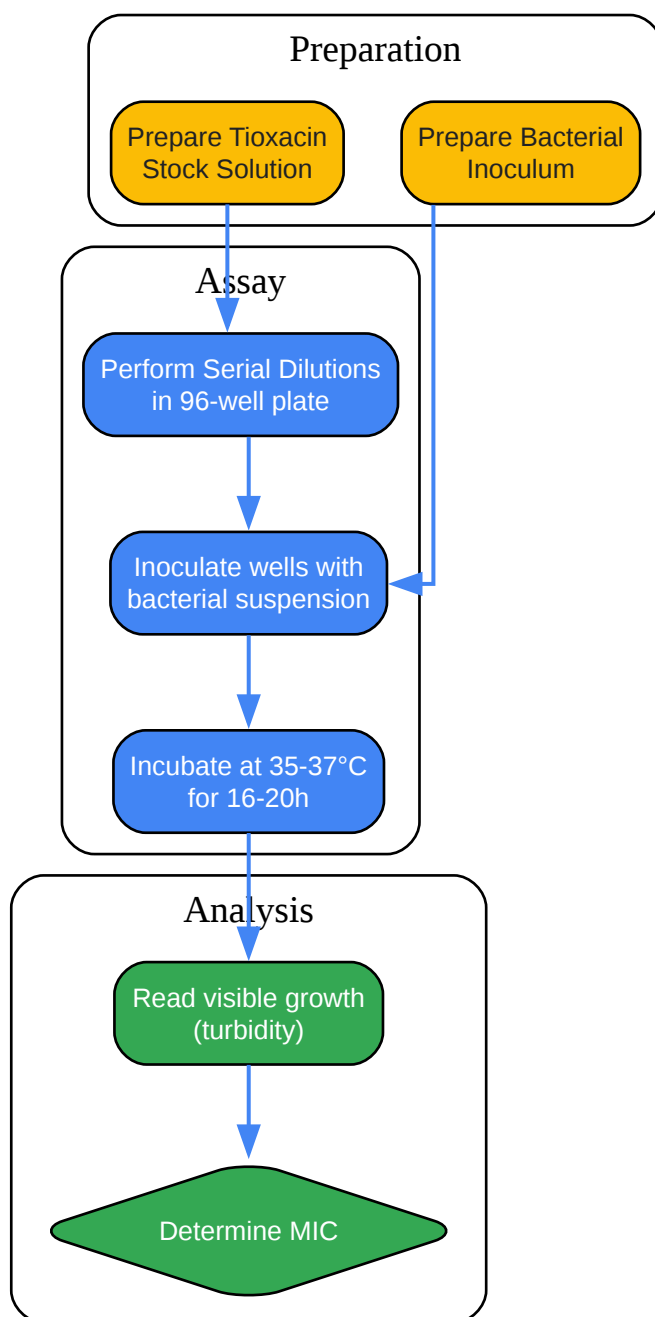 Preparation
Prepare Tioxacin
Stock Solution
Prepare Bacterial
Inoculum
Assay
Perform Serial Dilutions
in 96-well plate
Inoculate wells with
bacterial suspension
Incubate at 35-37°C
for 16-20h
Analysis
Read visible growth
(turbidity)
Determine MIC